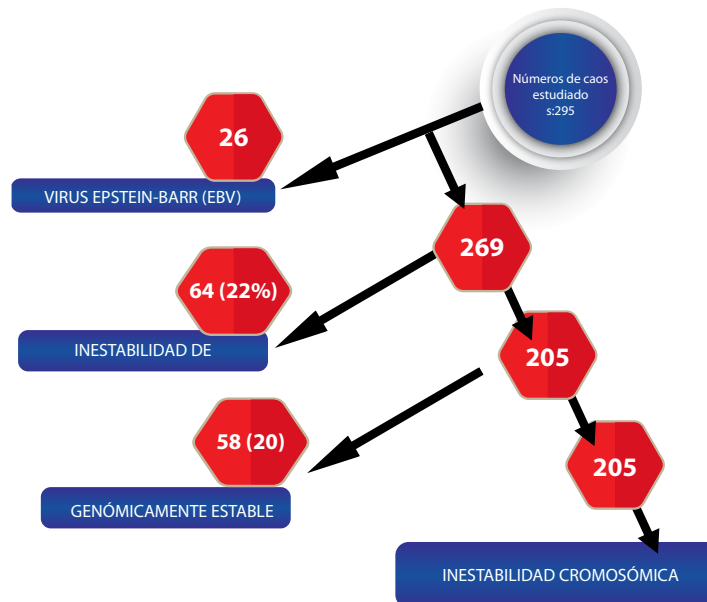 Números de caos
estudiado
s:295
26
VIRUS EPSTEIN-BARR (EBV)
269
64 (22%)
INESTABILIDAD DE
205
58 (20)
GENÓMICAMENTE ESTABLE
205
INESTABILIDAD CROMOSÓMICA